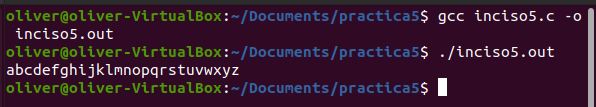 oliver@oliver-VirtualBox:~/Documents/practica5$ gcc inciso5.c -o
 inciso5.out
oliver@oliver-VirtualBox:~/Documents/practica5$ ./inciso5.out
abcdefghijklmnopqrstuvwxyz
oliver@oliver-VirtualBox:~/Documents/practica5$